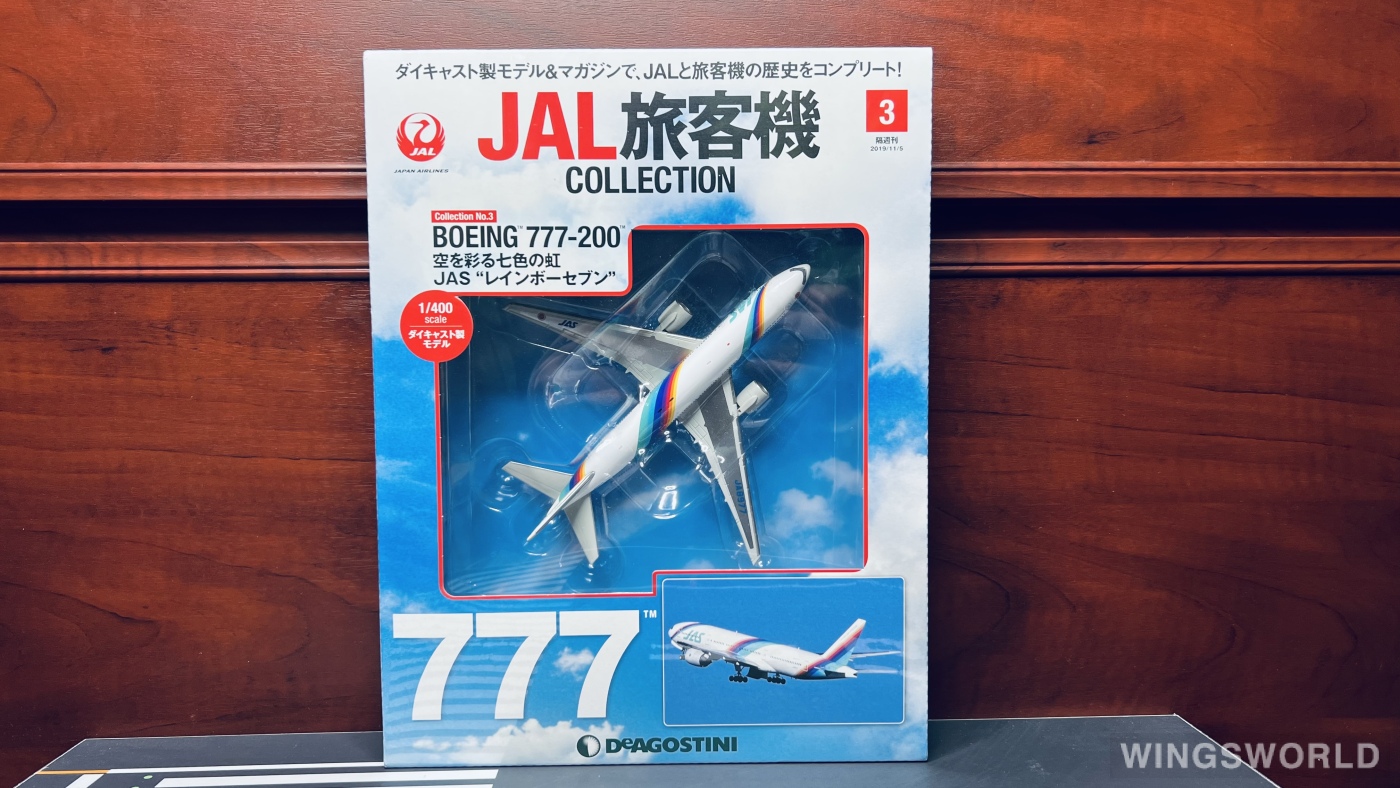 ダイキャスト製モデル&マガジンで、JALと旅客機の歴史をコンプリート!
JAL
JAPAN AIRLINES
JAL旅客機
COLLECTION
3
隔週刊
2019/11/5
Collection No.3
BOEING™ 777-200™
空を彩る七色の虹
JAS “レインボーセブン”
1/400
scale
ダイキャスト製
モデル
JAS
JAS
777™
DeAGOSTINI
WINGSWORLD